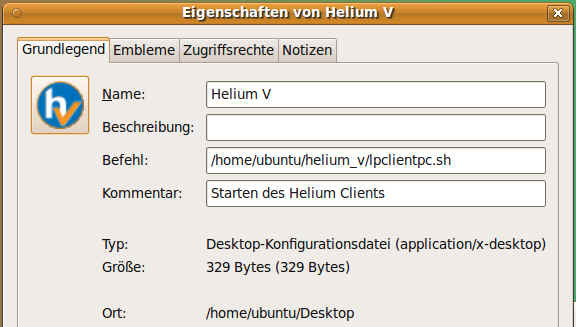 Eigenschaften von Helium V
Grundlegend Embleme Zugriffsrechte Notizen
hv
Name: Helium V
Beschreibung:
Befehl: /home/ubuntu/helium_v/lpclientpc.sh
Kommentar: Starten des Helium Clients
Typ: Desktop-Konfigurationsdatei (application/x-desktop)
Größe: 329 Bytes (329 Bytes)
Ort: /home/ubuntu/Desktop